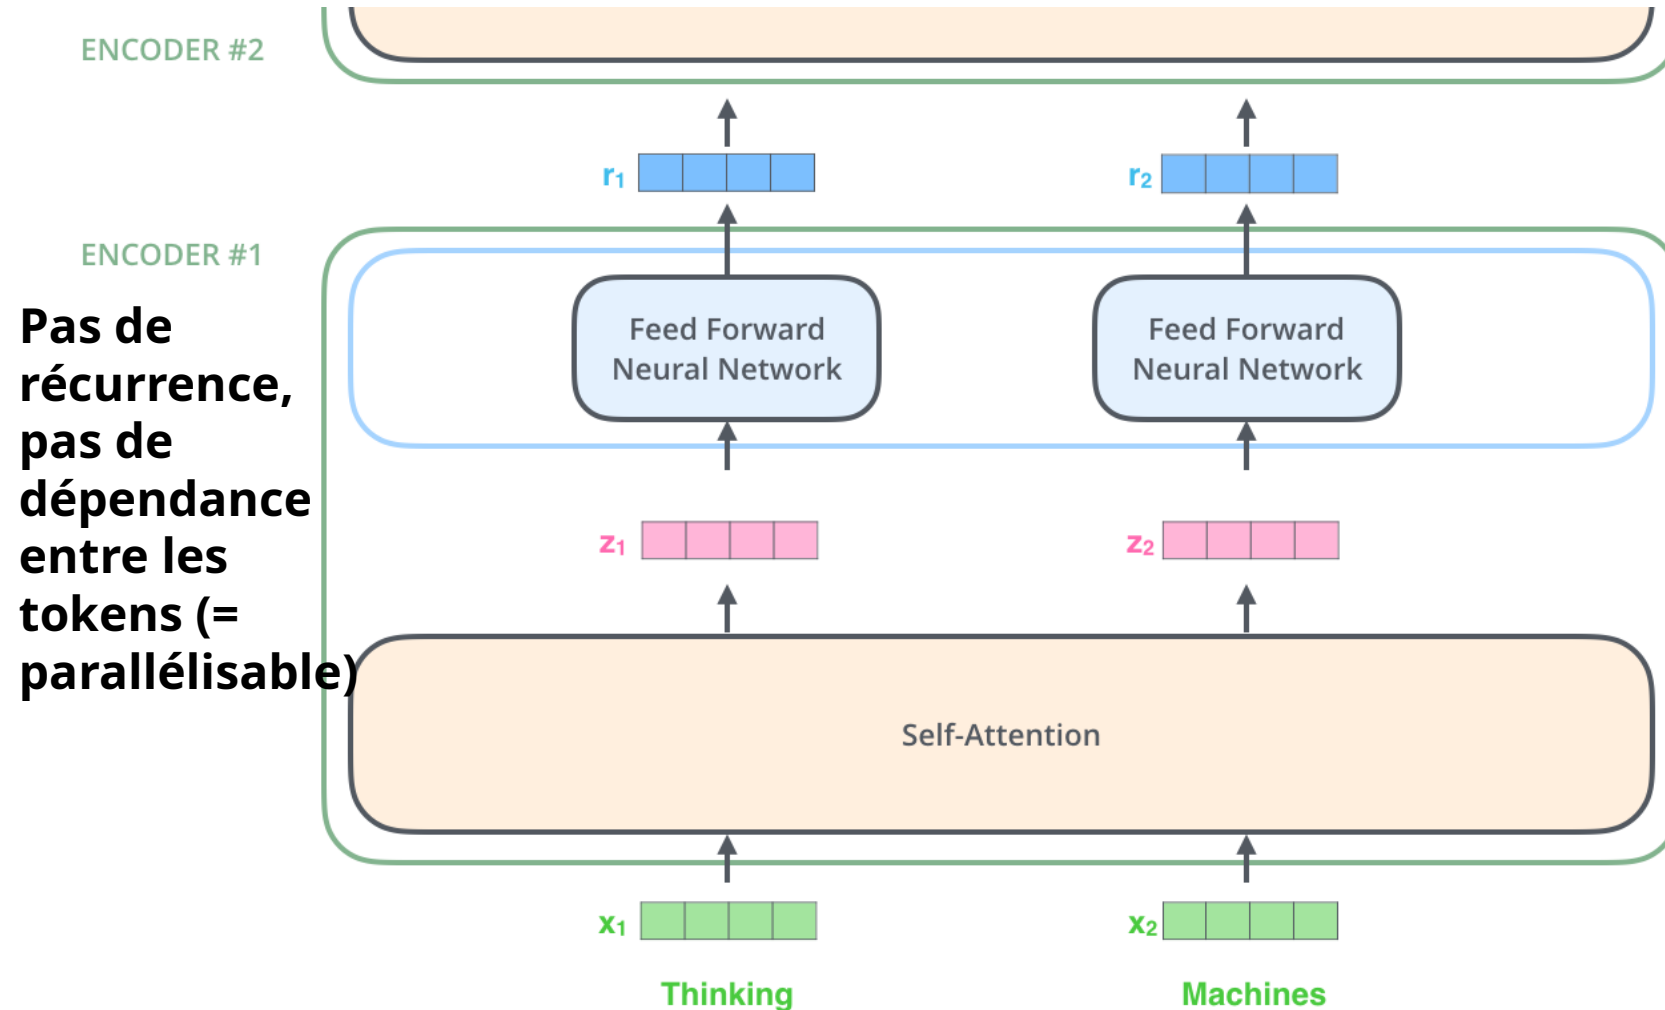 ENCODER #2
r1
r2
ENCODER #1
Pas de
récurrence,
pas de
dépendance
entre les
tokens (=
parallélisable)
Feed Forward
Neural Network
Feed Forward
Neural Network
z1
z2
Self-Attention
x1
x2
Thinking
Machines